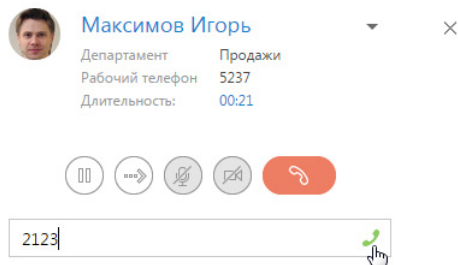 Максимов Игорь
Департамент Продажи
Рабочий телефон 5237
Длительность: 00:21
2123